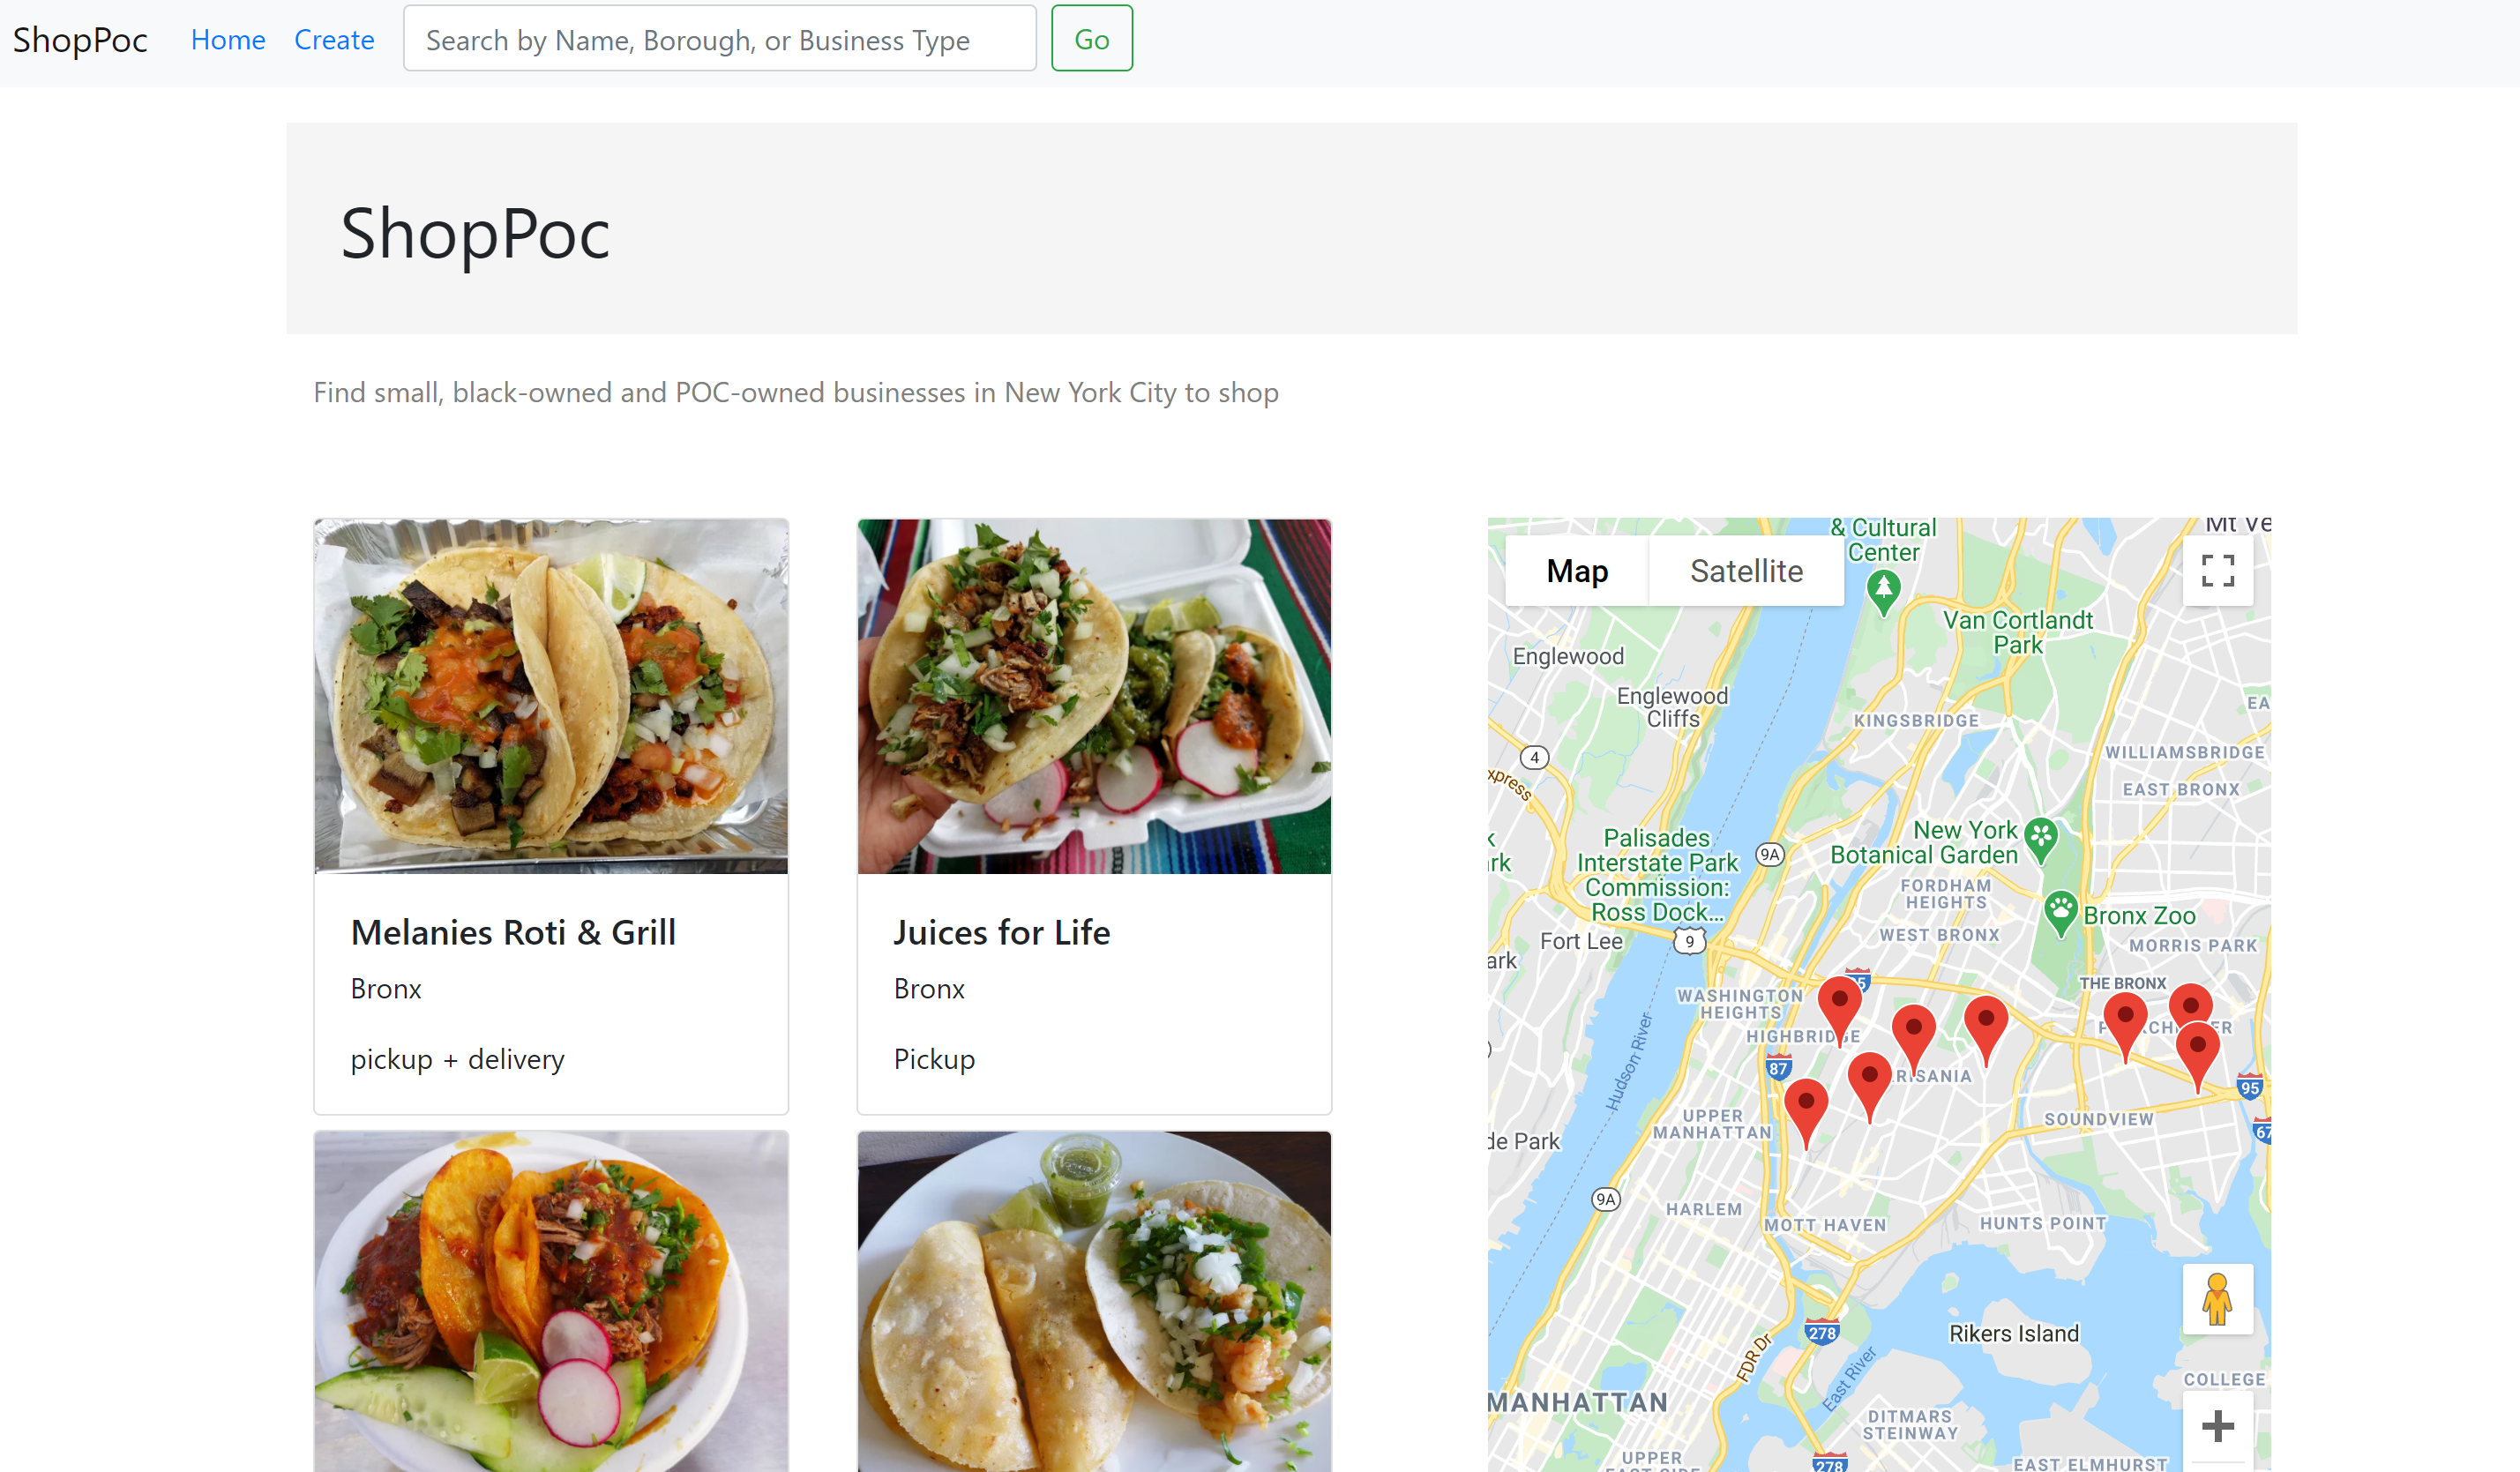 ShopPoc
Home
Create
Search by Name, Borough, or Business Type
Go
ShopPoc
Find small, black-owned and POC-owned businesses in New York City to shop
Melanies Roti & Grill
Bronx
pickup + delivery
Juices for Life
Bronx
Pickup
Map
Satellite
& Cultural
Center
Mt Ve
Van Cortlandt
Park
Englewood
Englewood
Cliffs
KINGSBRIDGE
EA
4
xpress
WILLIAMSBRIDGE
EAST BRONX
Palisades
Interstate Park
Commission:
Ross Dock...
9A
New York
Botanical Garden
k
rk
FORDHAM
HEIGHTS
Bronx Zoo
Fort Lee
9
WEST BRONX
MORRIS PARK
ark
THE BRONX
WASHINGTON
HEIGHTS
HIGHBRIDGE
87
RISANIA
95
Hudson River
UPPER
MANHATTAN
SOUNDVIEW
67
de Park
9A
HARLEM
MOTT HAVEN
HUNTS POINT
278
Rikers Island
FDR Dr
East River
COLLEGE
MANHATTAN
DITMARS
STEINWAY
UPPER
EAST SIDE
278
EAST ELMHURST